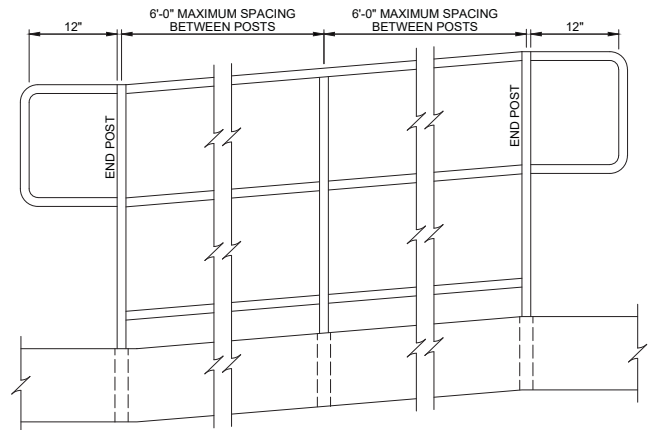 12"
6'-0" MAXIMUM SPACING
BETWEEN POSTS
6'-0" MAXIMUM SPACING
BETWEEN POSTS
12"
END POST
END POST